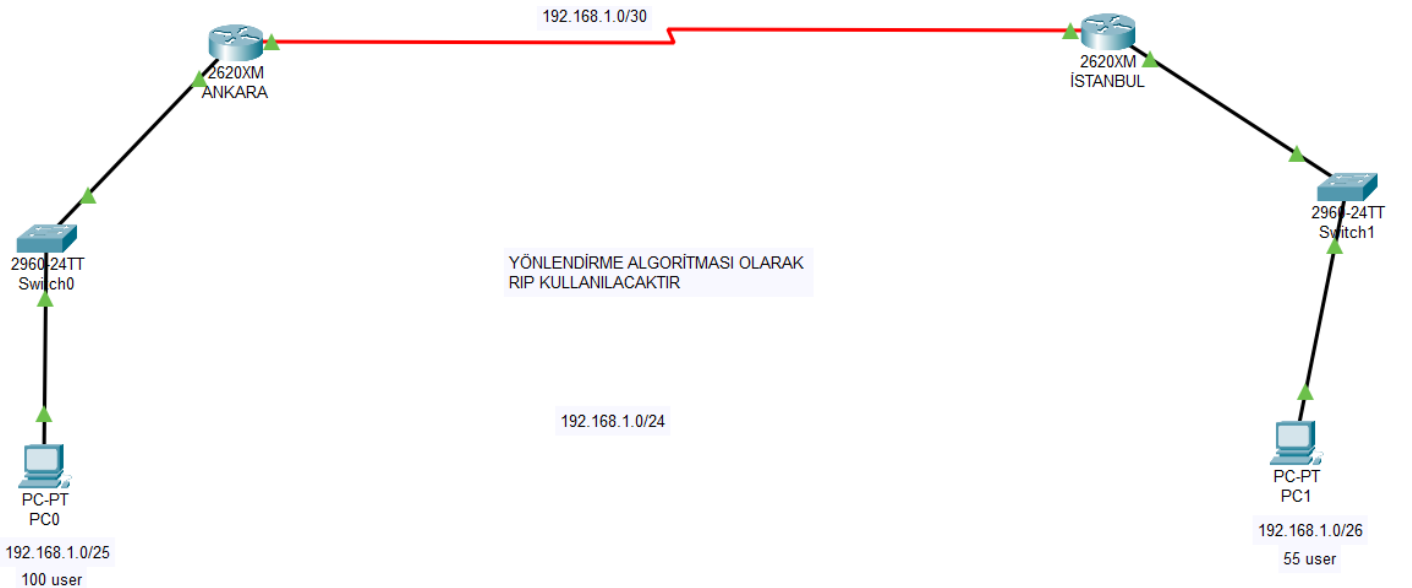 192.168.1.0/30
2620XM
ANKARA
2620XM
İSTANBUL
2960-24TT
Switch0
2960-24TT
Switch1
YÖNLENDİRME ALGORİTMASI OLARAK
RIP KULLANILACAKTIR
192.168.1.0/24
PC-PT
PC0
PC-PT
PC1
192.168.1.0/25
100 user
192.168.1.0/26
55 user